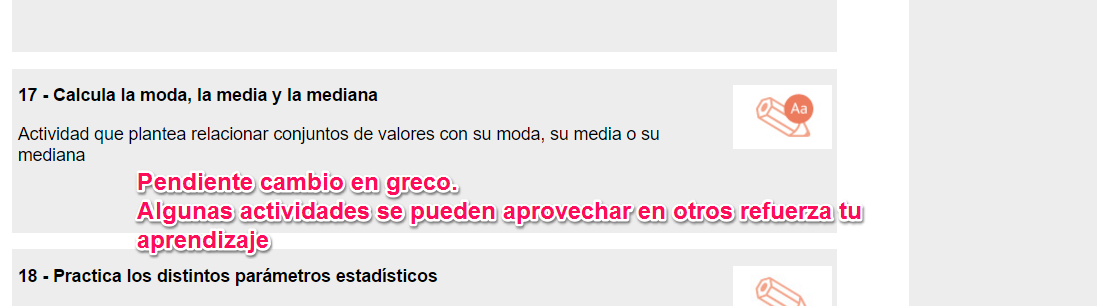 17 - Calcula la moda, la media y la mediana
Aa
Actividad que plantea relacionar conjuntos de valores con su moda, su media o su
mediana
Pendiente cambio en greco.
Algunas actividades se pueden aprovechar en otros refuerza tu
aprendizaje
18 - Practica los distintos parámetros estadísticos